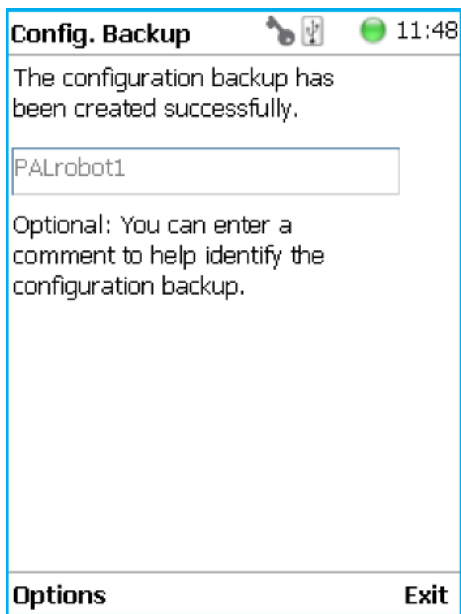 Config. Backup 11:48
The configuration backup has
been created successfully.
PALrobot1
Optional: You can enter a
comment to help identify the
configuration backup.
Options Exit